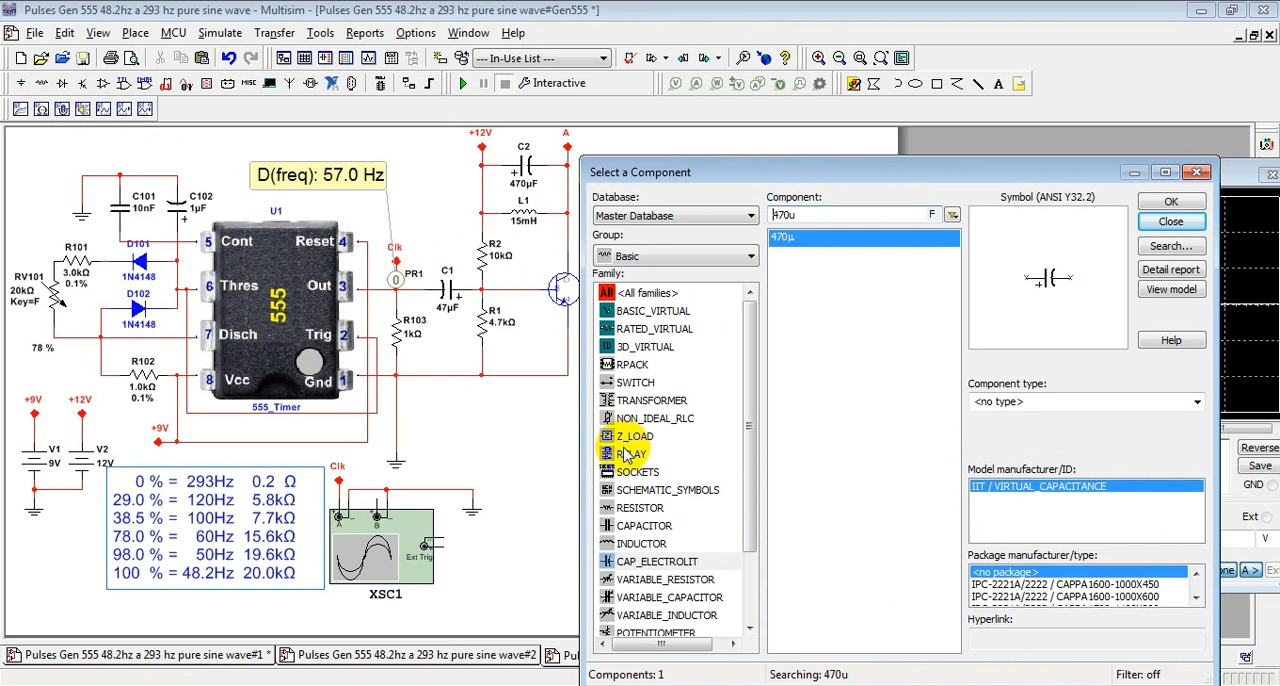 Pulses Gen 555 48.2hz a 293 hz pure sine wave - Multisim - [Pulses Gen 555 48.2hz a 293 hz pure sine wave#Gen555 *]
File Edit View Place MCU Simulate Transfer Tools Reports Options Window Help
--- In-Use List ---
MISC
Interactive
A
D(freq): 57.0 Hz
+12V
A
C2
470µF
L1
15mH
C101
10nF
C102
1µF
U1
5 Cont
Reset 4
Clk
R101
3.0kΩ
0.1%
D101
1N4148
RV101
20kΩ
Key=F
6 Thres
Out 3
555
0
PR1
C1
47µF
R2
10kΩ
D102
1N4148
R1
4.7kΩ
R103
1kΩ
7 Disch
Trig 2
78 %
R102
1.0kΩ
0.1%
8 Vcc
Gnd 1
555_Timer
+9V
+12V
+9V
V1
9V
V2
12V
0 % = 293Hz 0.2 Ω
29.0 % = 120Hz 5.8kΩ
38.5 % = 100Hz 7.7kΩ
78.0 % = 60Hz 15.6kΩ
98.0 % = 50Hz 19.6kΩ
100 % = 48.2Hz 20.0kΩ
Clk
A
B
Ext Trig
XSC1
Select a Component
Database:
Master Database
Group:
Basic
Family:
All <All families>
BASIC_VIRTUAL
RATED_VIRTUAL
3D_VIRTUAL
RPACK
SWITCH
TRANSFORMER
NON_IDEAL_RLC
Z_LOAD
RELAY
SOCKETS
SCHEMATIC_SYMBOLS
RESISTOR
CAPACITOR
INDUCTOR
CAP_ELECTROLIT
VARIABLE_RESISTOR
VARIABLE_CAPACITOR
VARIABLE_INDUCTOR
POTENTIOMETER
Component:
470u
F
470µ
Symbol (ANSI Y32.2)
OK
Close
Search...
Detail report
View model
Help
Component type:
<no type>
Model manufacturer/ID:
IIT / VIRTUAL_CAPACITANCE
Package manufacturer/type:
<no package>
IPC-2221A/2222 / CAPPA1600-1000X450
IPC-2221A/2222 / CAPPA1600-1000X600
Hyperlink:
Components: 1
Searching: 470u
Filter: off
Reverse
Save
GND
Ext
V
A >
Pulses Gen 555 48.2hz a 293 hz pure sine wave#1 *
Pulses Gen 555 48.2hz a 293 hz pure sine wave#2